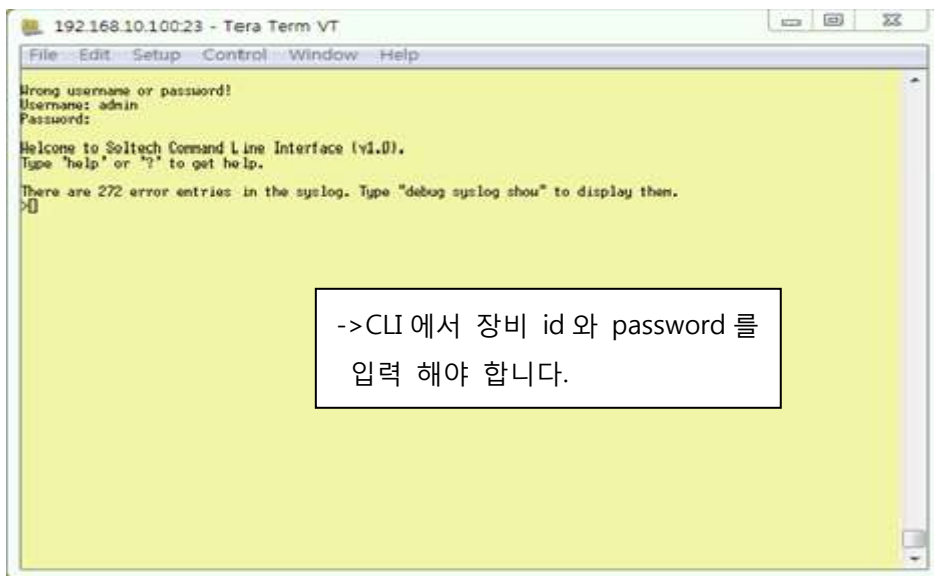 192.168.10.100:23 - Tera Term VT
File Edit Setup Control Window Help
Wrong username or password!
Username: admin
Password:
Welcome to Soltech Command Line Interface (v1.0).
Type 'help' or '?' to get help.
There are 272 error entries in the syslog. Type "debug syslog show" to display them.
>
->CLI 에서 장비 id 와 password 를
입력 해야 합니다.